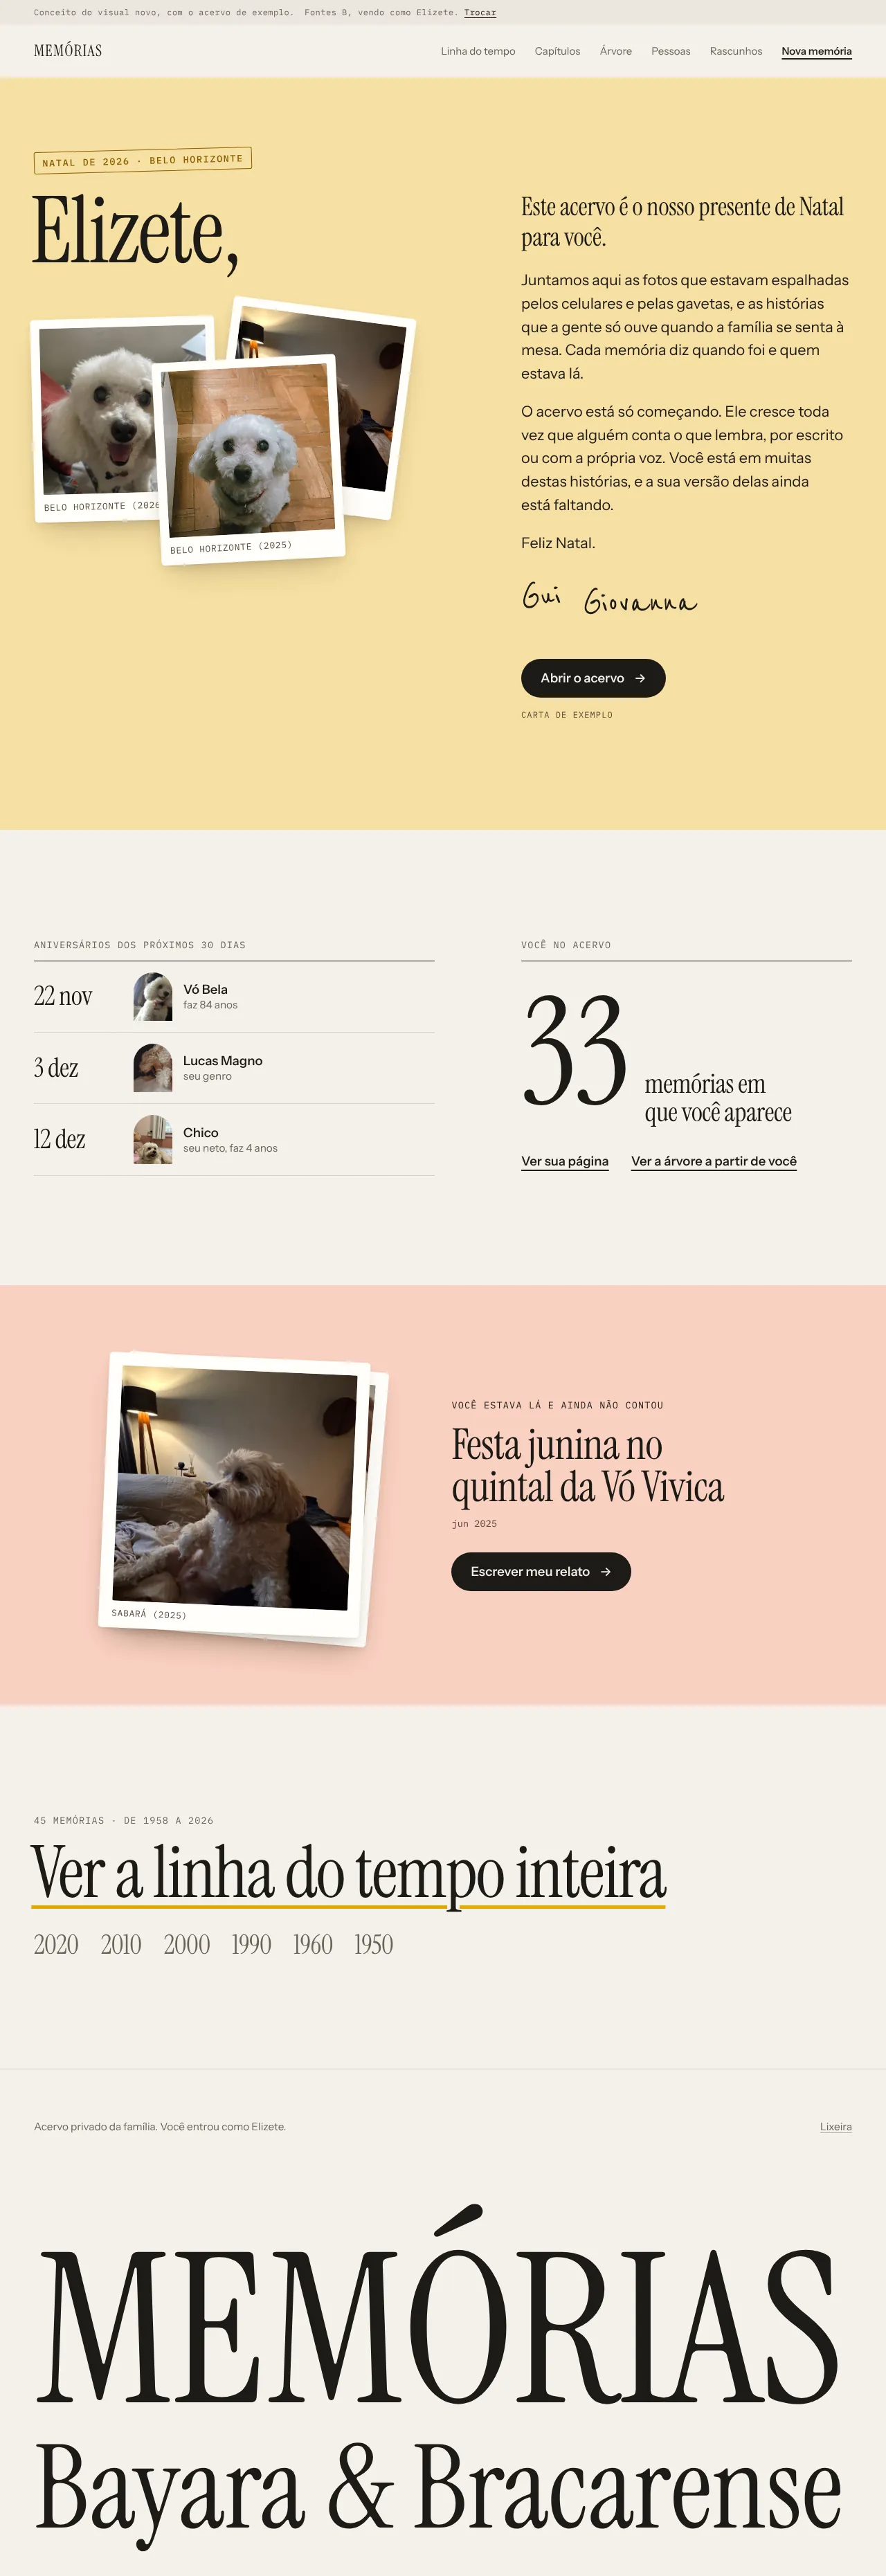 Conceito do visual novo, com o acervo de exemplo. Fontes B, vendo como Elizete. Trocar
MEMÓRIAS
Linha do tempo Capítulos Árvore Pessoas Rascunhos Nova memória
NATAL DE 2026 · BELO HORIZONTE
Elizete,
BELO HORIZONTE (2026
BELO HORIZONTE (2025)
Este acervo é o nosso presente de Natal
para você.
Juntamos aqui as fotos que estavam espalhadas
pelos celulares e pelas gavetas, e as histórias
que a gente só ouve quando a família se senta à
mesa. Cada memória diz quando foi e quem
estava lá.
O acervo está só começando. Ele cresce toda
vez que alguém conta o que lembra, por escrito
ou com a própria voz. Você está em muitas
destas histórias, e a sua versão delas ainda
está faltando.
Feliz Natal.
Gui Giovanna
Abrir o acervo →
CARTA DE EXEMPLO
ANIVERSÁRIOS DOS PRÓXIMOS 30 DIAS
22 nov
Vó Bela
faz 84 anos
3 dez
Lucas Magno
seu genro
12 dez
Chico
seu neto, faz 4 anos
VOCÊ NO ACERVO
33
memórias em
que você aparece
Ver sua página Ver a árvore a partir de você
SABARÁ (2025)
VOCÊ ESTAVA LÁ E AINDA NÃO CONTOU
Festa junina no
quintal da Vó Vivica
jun 2025
Escrever meu relato →
45 MEMÓRIAS · DE 1958 A 2026
Ver a linha do tempo inteira
2020 2010 2000 1990 1960 1950
Acervo privado da família. Você entrou como Elizete.
Lixeira
MEMÓRIAS
Bayara & Bracarense